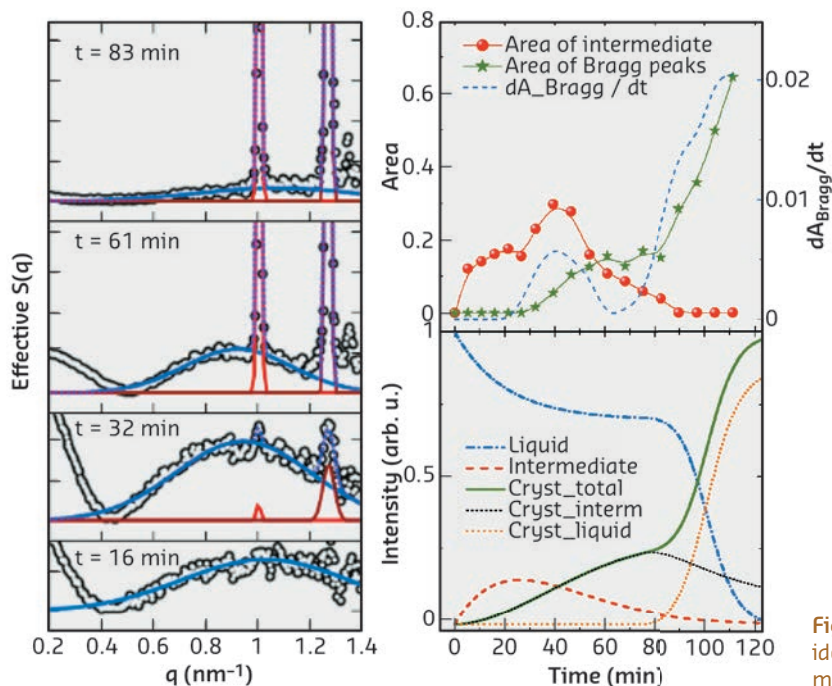 t = 83 min
t = 61 min
t = 32 min
t = 16 min
Effective S(q)
0.2 0.4 0.6 0.8 1 1.2 1.4
q (nm⁻¹)
Area of intermediate
Area of Bragg peaks
dA_Bragg / dt
0.8
0.6
0.4
0.2
0
Area
0.02
0.01
0
dA_Bragg/dt
1
0.5
0
Intensity (arb. u.)
Liquid
Intermediate
Cryst_total
Cryst_interm
Cryst_liquid
0 20 40 60 80 100 120
Time (min)